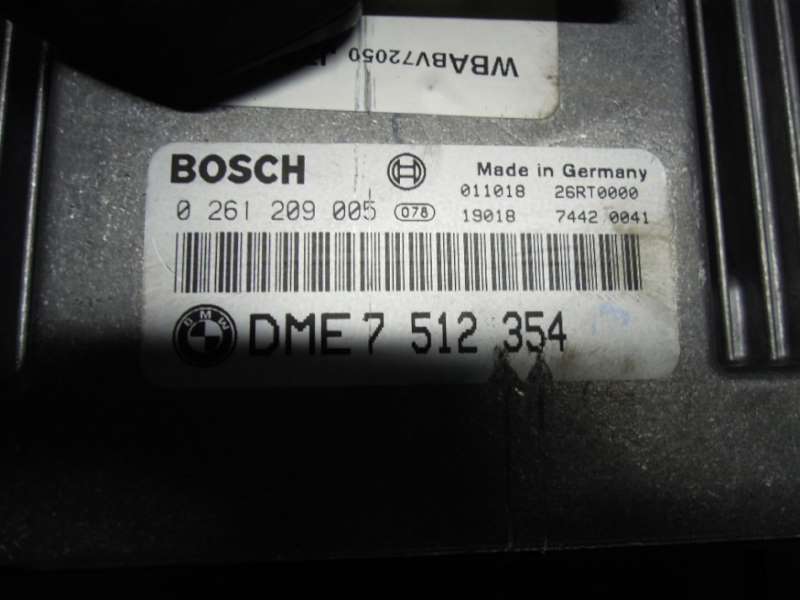 WBABV72050 J
BOSCH Made in Germany
011018 26RT0000
0 261 209 005 078 19018 7442 0041
BMW DME 7 512 354